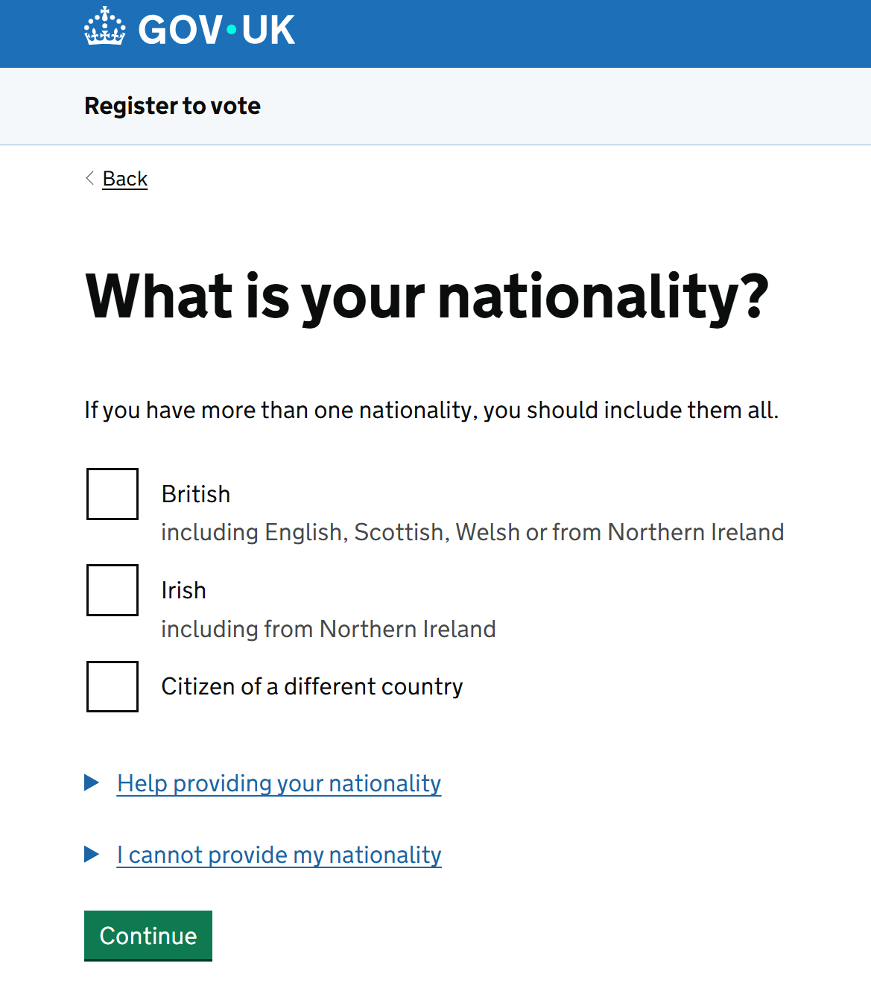 GOV·UK
Register to vote
Back
What is your nationality?
If you have more than one nationality, you should include them all.
British
including English, Scottish, Welsh or from Northern Ireland
Irish
including from Northern Ireland
Citizen of a different country
Help providing your nationality
I cannot provide my nationality
Continue